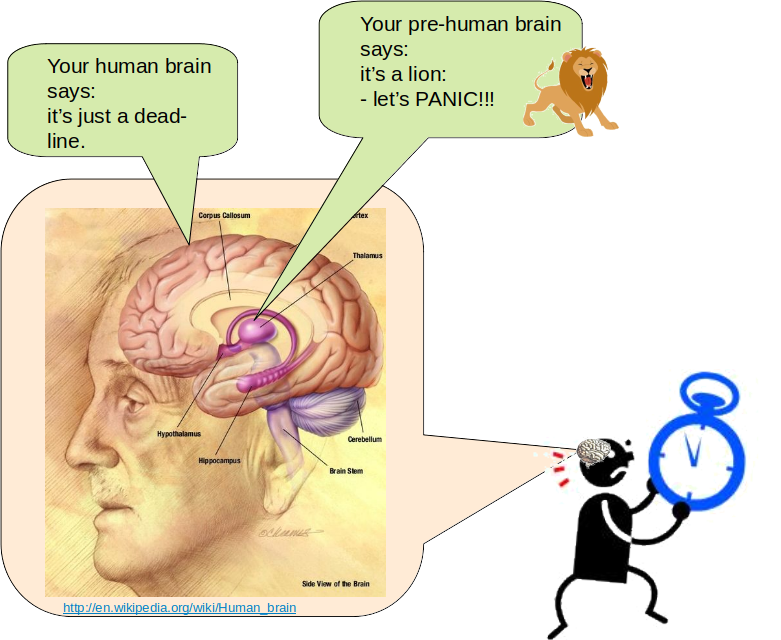 Your human brain
says:
it's just a dead-
line.
Your pre-human brain
says:
it's a lion:
- let's PANIC!!!
Corpus Callosum
Thalamus
Hypothalamus
Hippocampus
Cerebellum
Brain Stem
Side View of the Brain
http://en.wikipedia.org/wiki/Human_brain